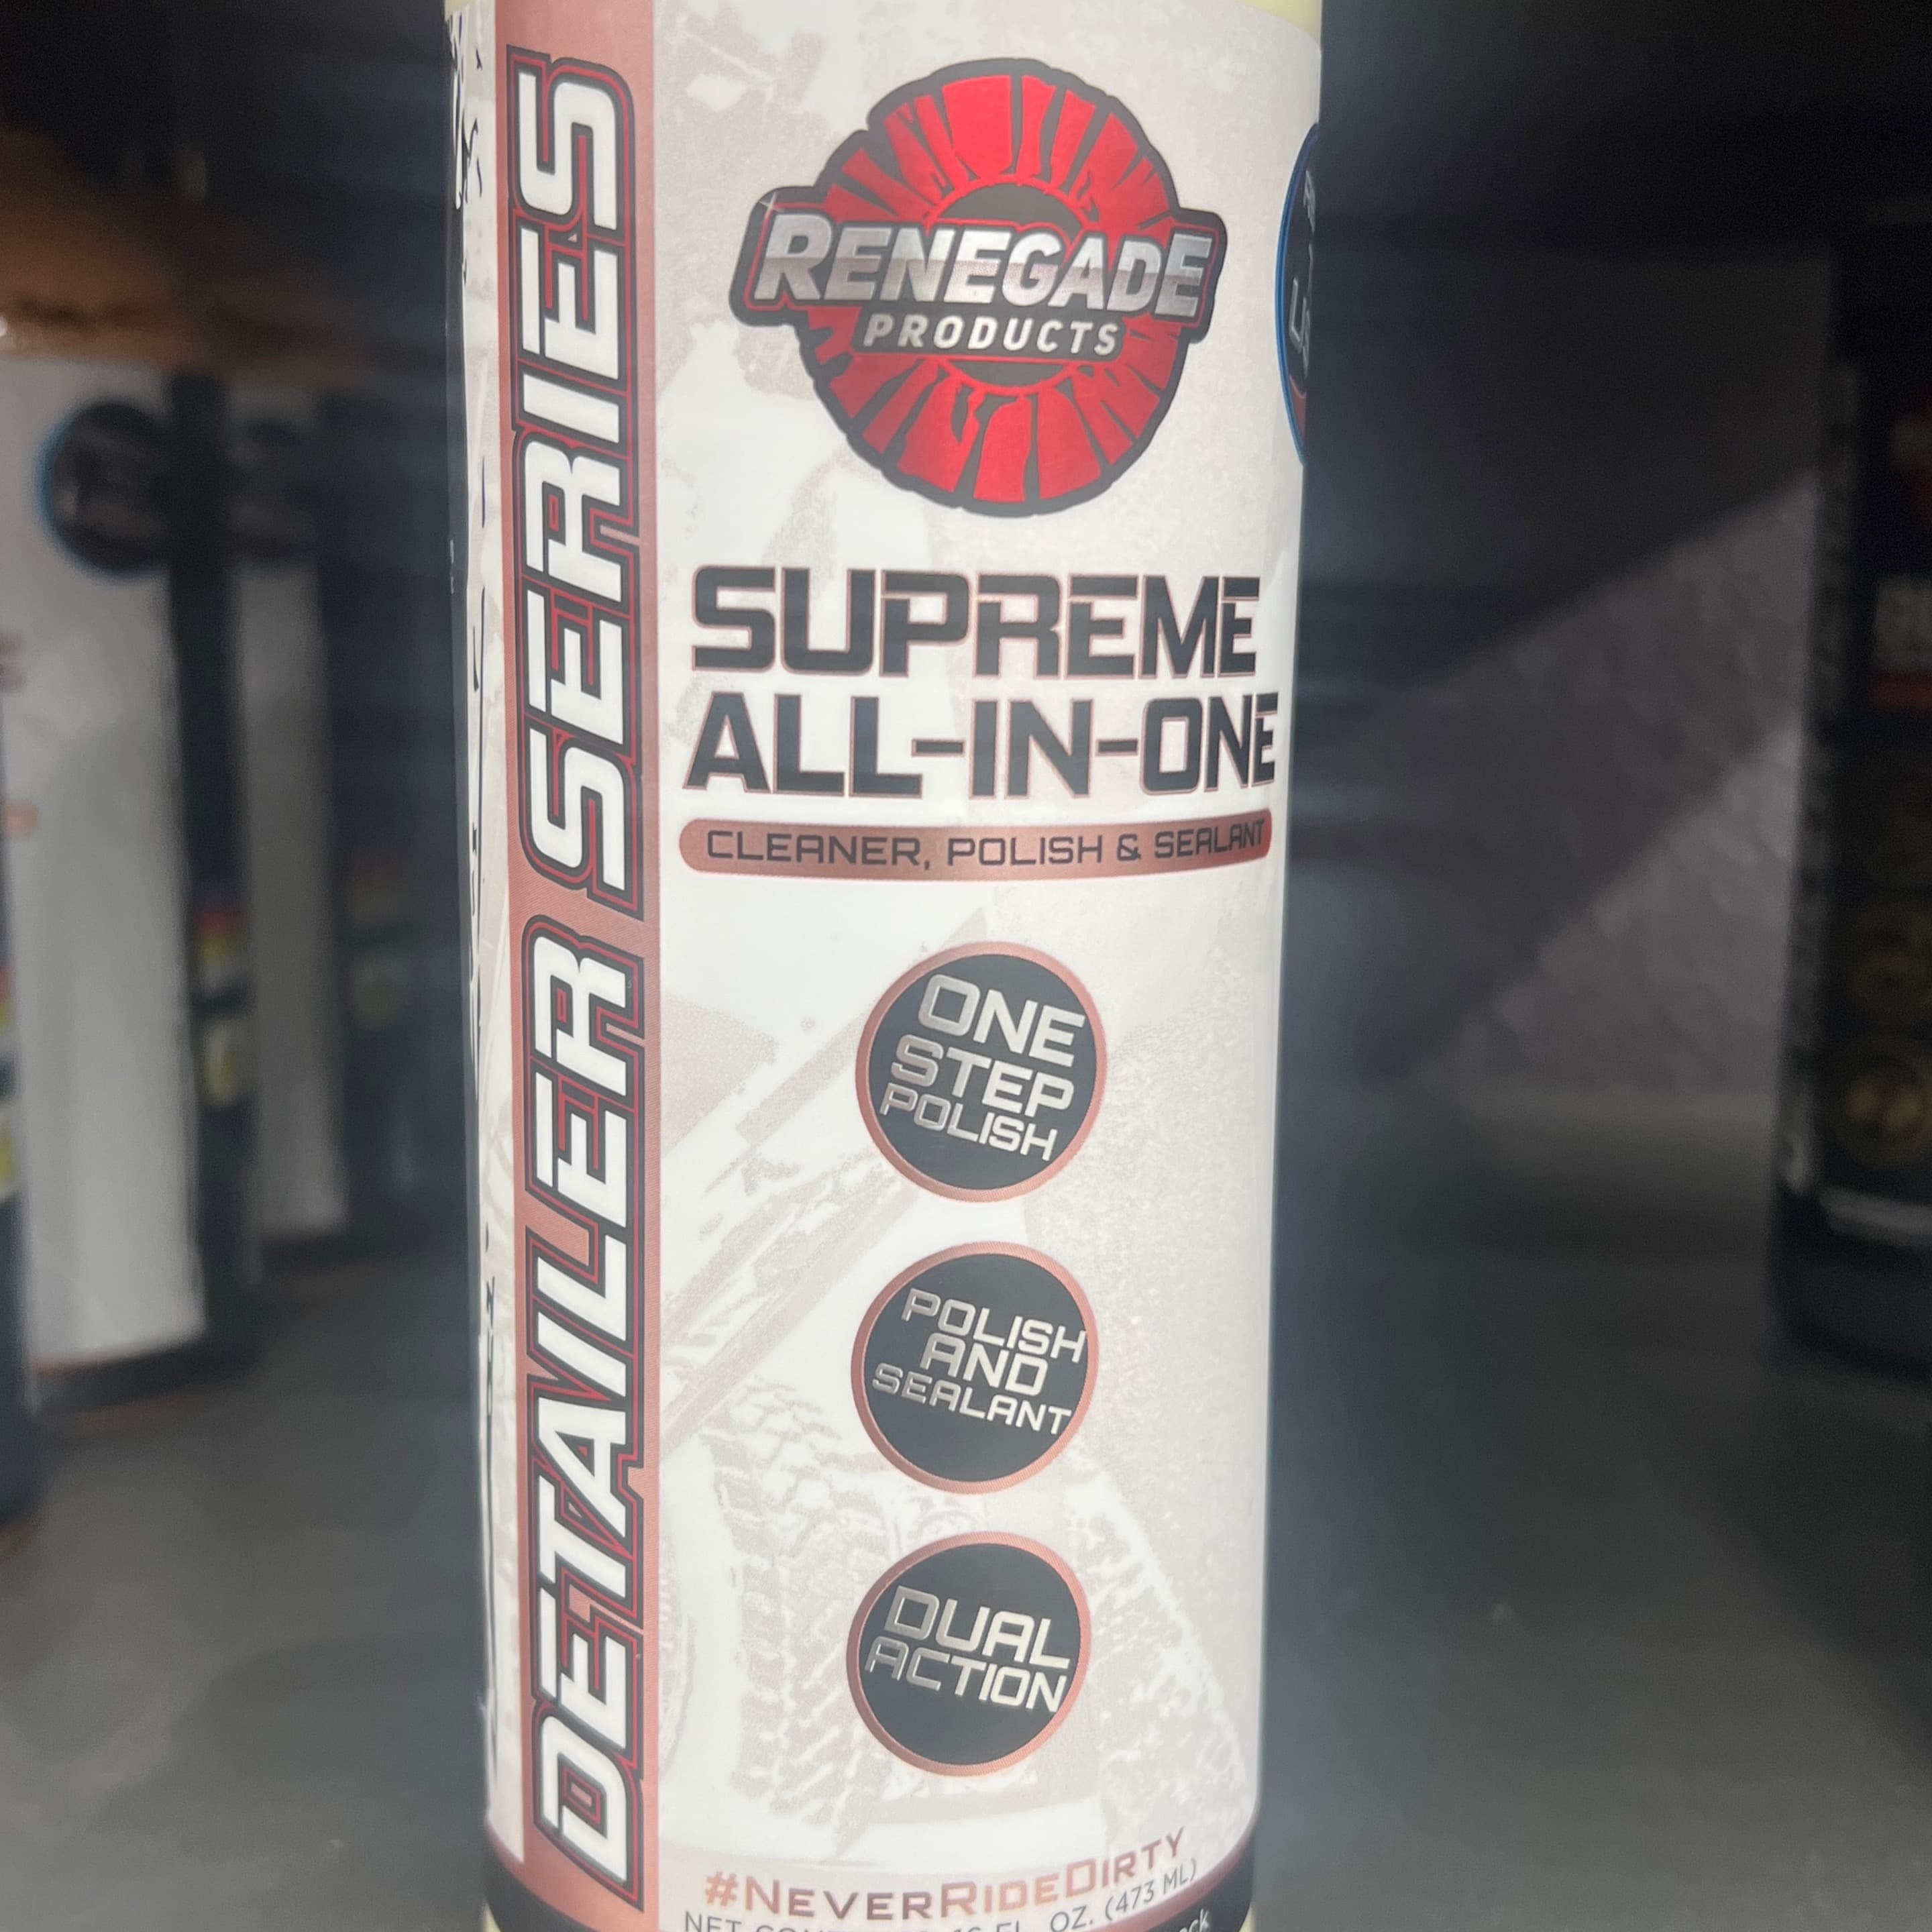 DETAILER SERIES
RENEGADE
PRODUCTS
SUPREME
ALL-IN-ONE
CLEANER, POLISH & SEALANT
ONE
STEP
POLISH
POLISH
AND
SEALANT
DUAL
ACTION
#NEVERRIDEDIRTY
NET 16 FL. OZ. (473 ML)